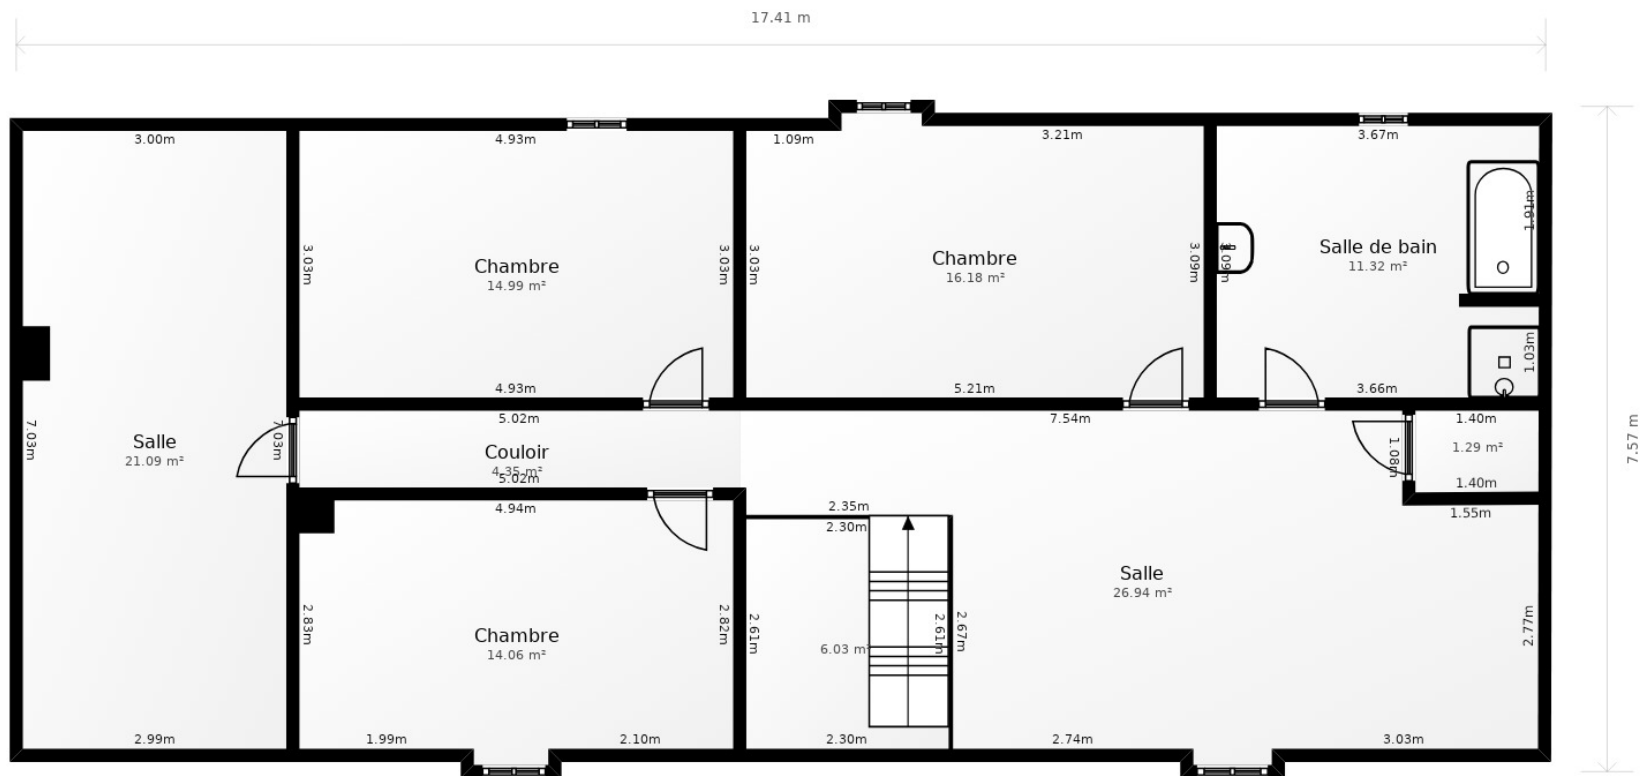 17.41 m
3.00m
4.93m
1.09m
3.21m
3.67m
1.91m
3.03m
3.03m
3.03m
3.09m
3.09m
Salle de bain
11.32 m²
Chambre
14.99 m²
Chambre
16.18 m²
1.03m
4.93m
5.21m
3.66m
5.02m
7.54m
1.40m
7.03m
Salle
21.09 m²
7.03m
Couloir
4.35 m²
5.02m
1.08m
1.29 m²
1.40m
7.57 m
4.94m
2.35m
2.30m
1.55m
Salle
26.94 m²
2.83m
Chambre
14.06 m²
2.82m
2.61m
6.03 m²
2.61m
2.67m
2.77m
2.99m
1.99m
2.10m
2.30m
2.74m
3.03m